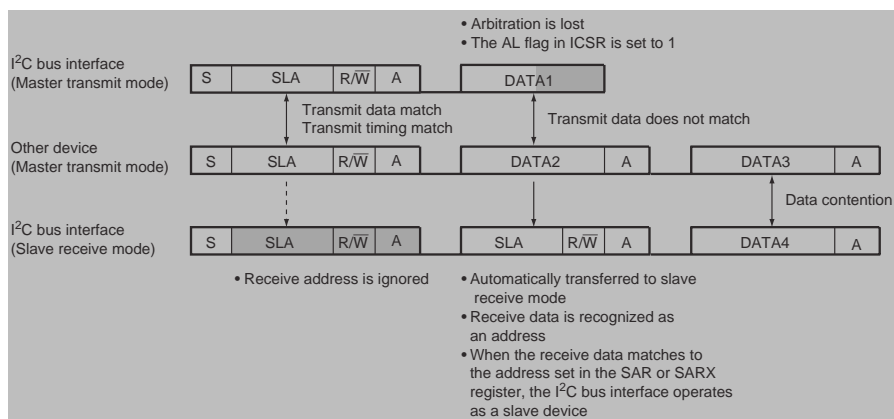 • Arbitration is lost
• The AL flag in ICSR is set to 1
I²C bus interface
(Master transmit mode)
S SLA R/W̅ A DATA1
Transmit data match
Transmit timing match
Transmit data does not match
Other device
(Master transmit mode)
S SLA R/W̅ A DATA2 A DATA3 A
Data contention
I²C bus interface
(Slave receive mode)
S SLA R/W̅ A SLA R/W̅ A DATA4 A
• Receive address is ignored
• Automatically transferred to slave
receive mode
• Receive data is recognized as
an address
• When the receive data matches to
the address set in the SAR or SARX
register, the I²C bus interface operates
as a slave device